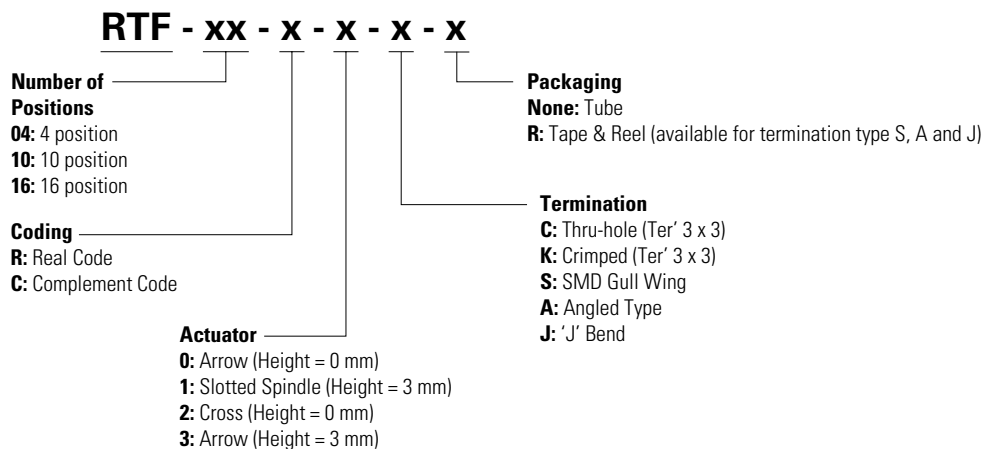 RTF - xx - x - x - x - x
Number of
Positions
04: 4 position
10: 10 position
16: 16 position
Coding
R: Real Code
C: Complement Code
Actuator
0: Arrow (Height = 0 mm)
1: Slotted Spindle (Height = 3 mm)
2: Cross (Height = 0 mm)
3: Arrow (Height = 3 mm)
Packaging
None: Tube
R: Tape & Reel (available for termination type S, A and J)
Termination
C: Thru-hole (Ter’ 3 x 3)
K: Crimped (Ter’ 3 x 3)
S: SMD Gull Wing
A: Angled Type
J: ‘J’ Bend